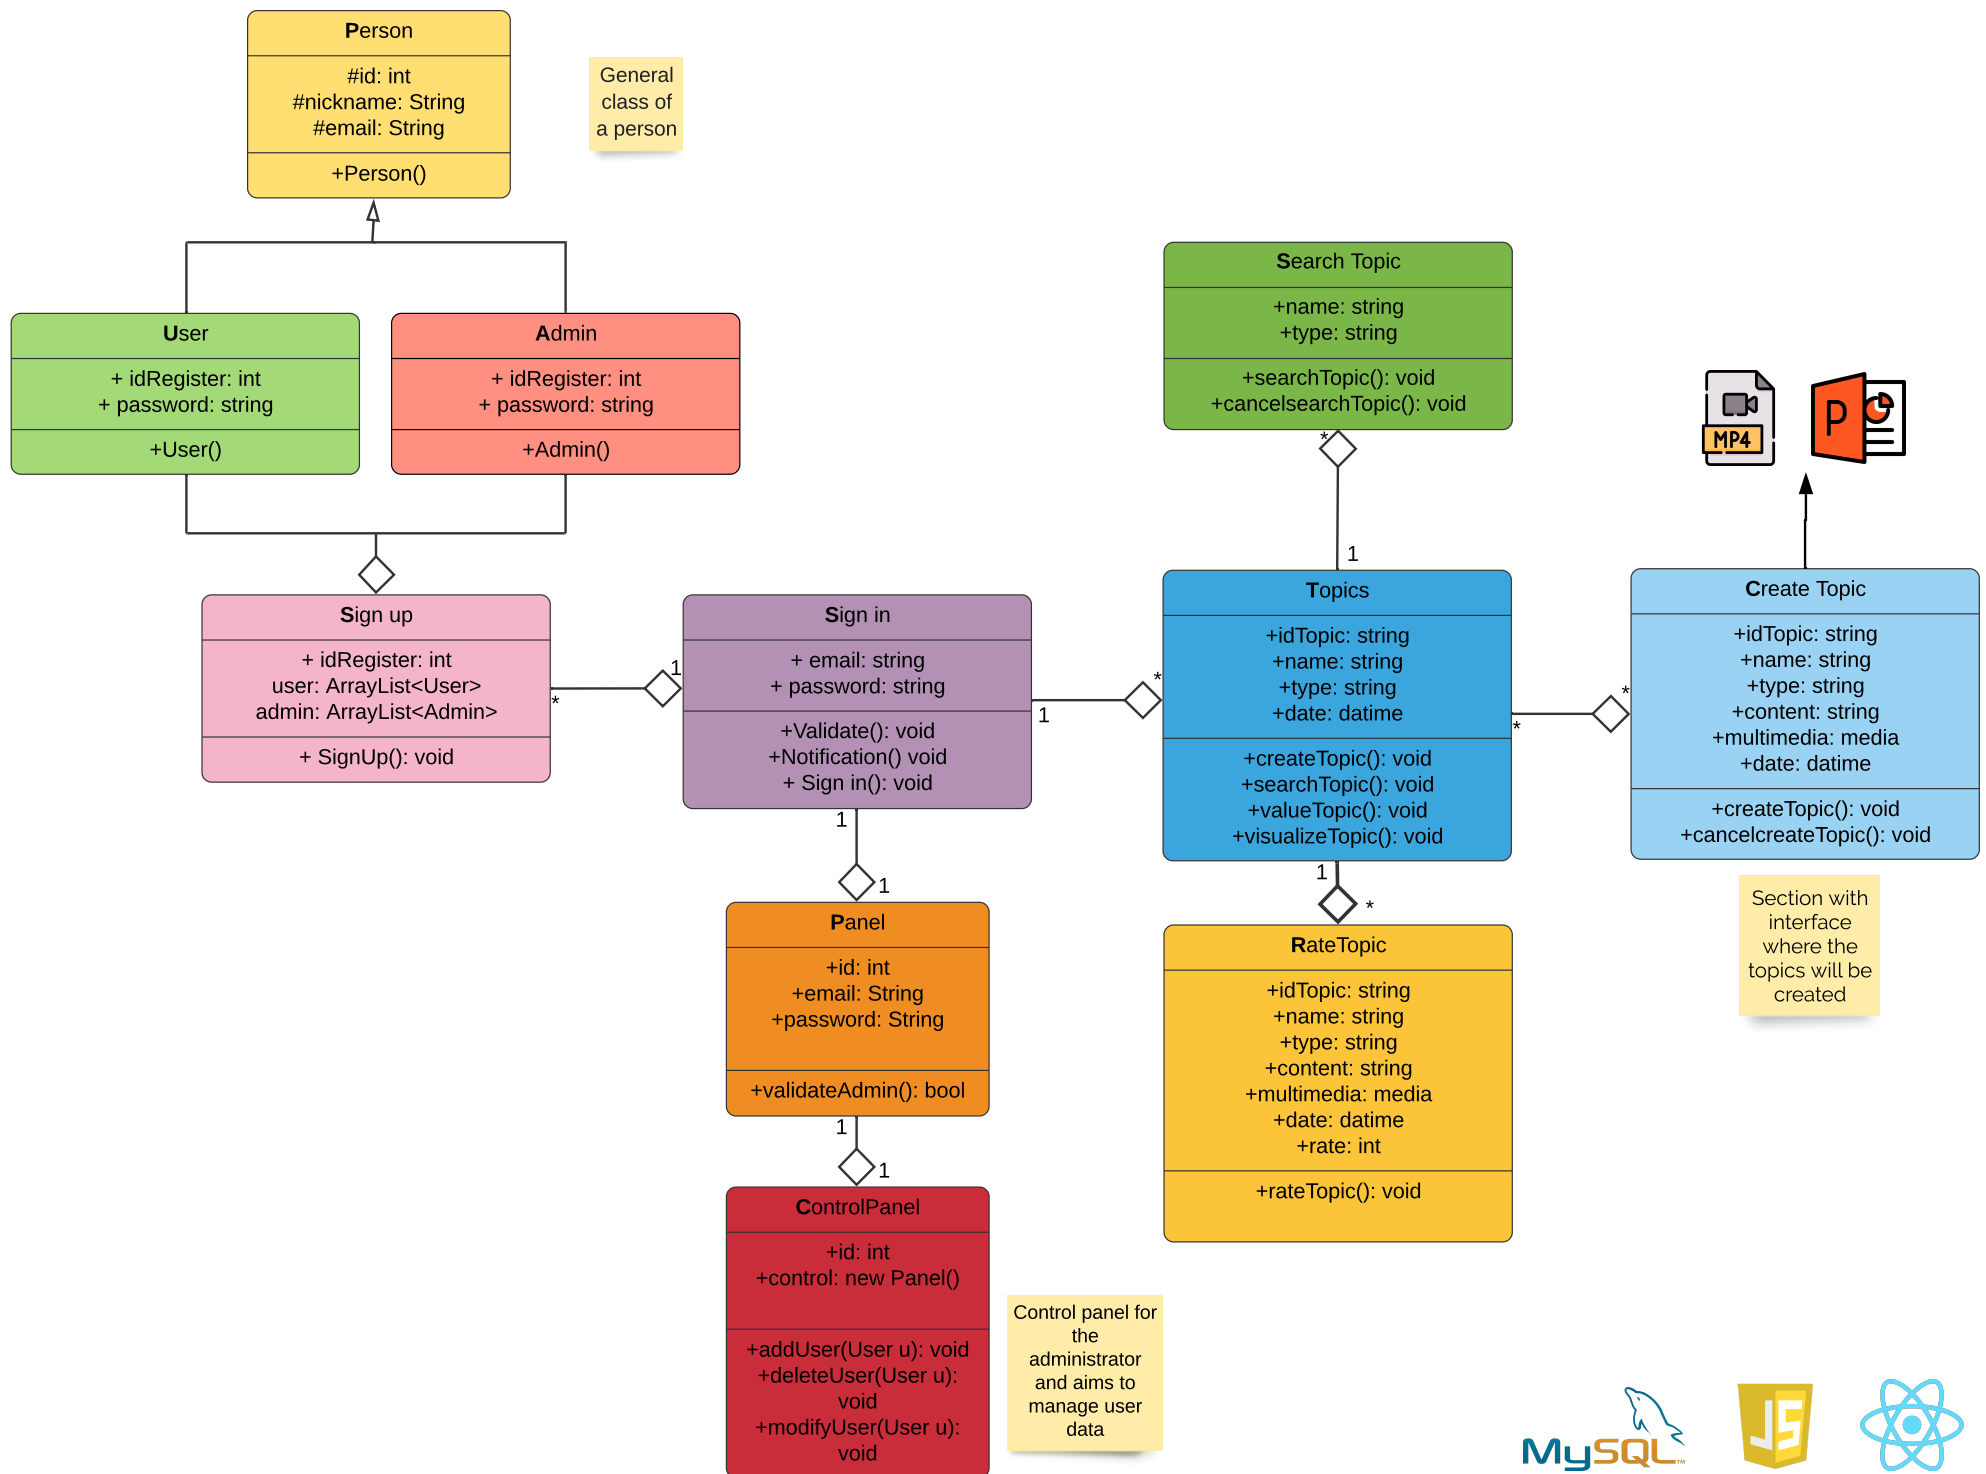 Person
#id: int
#nickname: String
#email: String
+Person()
General
class of
a person
User
+ idRegister: int
+ password: string
+User()
Admin
+ idRegister: int
+ password: string
+Admin()
Sign up
+ idRegister: int
user: ArrayList<User>
admin: ArrayList<Admin>
+ SignUp(): void
*
1
Sign in
+ email: string
+ password: string
+Validate(): void
+Notification() void
+ Sign in(): void
1
*
1
1
Panel
+id: int
+email: String
+password: String
+validateAdmin(): bool
1
1
ControlPanel
+id: int
+control: new Panel()
+addUser(User u): void
+deleteUser(User u):
void
+modifyUser(User u):
void
Control panel for
the
administrator
and aims to
manage user
data
Search Topic
+name: string
+type: string
+searchTopic(): void
+cancelsearchTopic(): void
*
1
Topics
+idTopic: string
+name: string
+type: string
+date: datime
+createTopic(): void
+searchTopic(): void
+valueTopic(): void
+visualizeTopic(): void
*
*
1
*
RateTopic
+idTopic: string
+name: string
+type: string
+content: string
+multimedia: media
+date: datime
+rate: int
+rateTopic(): void
MP4
P
Create Topic
+idTopic: string
+name: string
+type: string
+content: string
+multimedia: media
+date: datime
+createTopic(): void
+cancelcreateTopic(): void
Section with
interface
where the
topics will be
created
MySQL™
JS